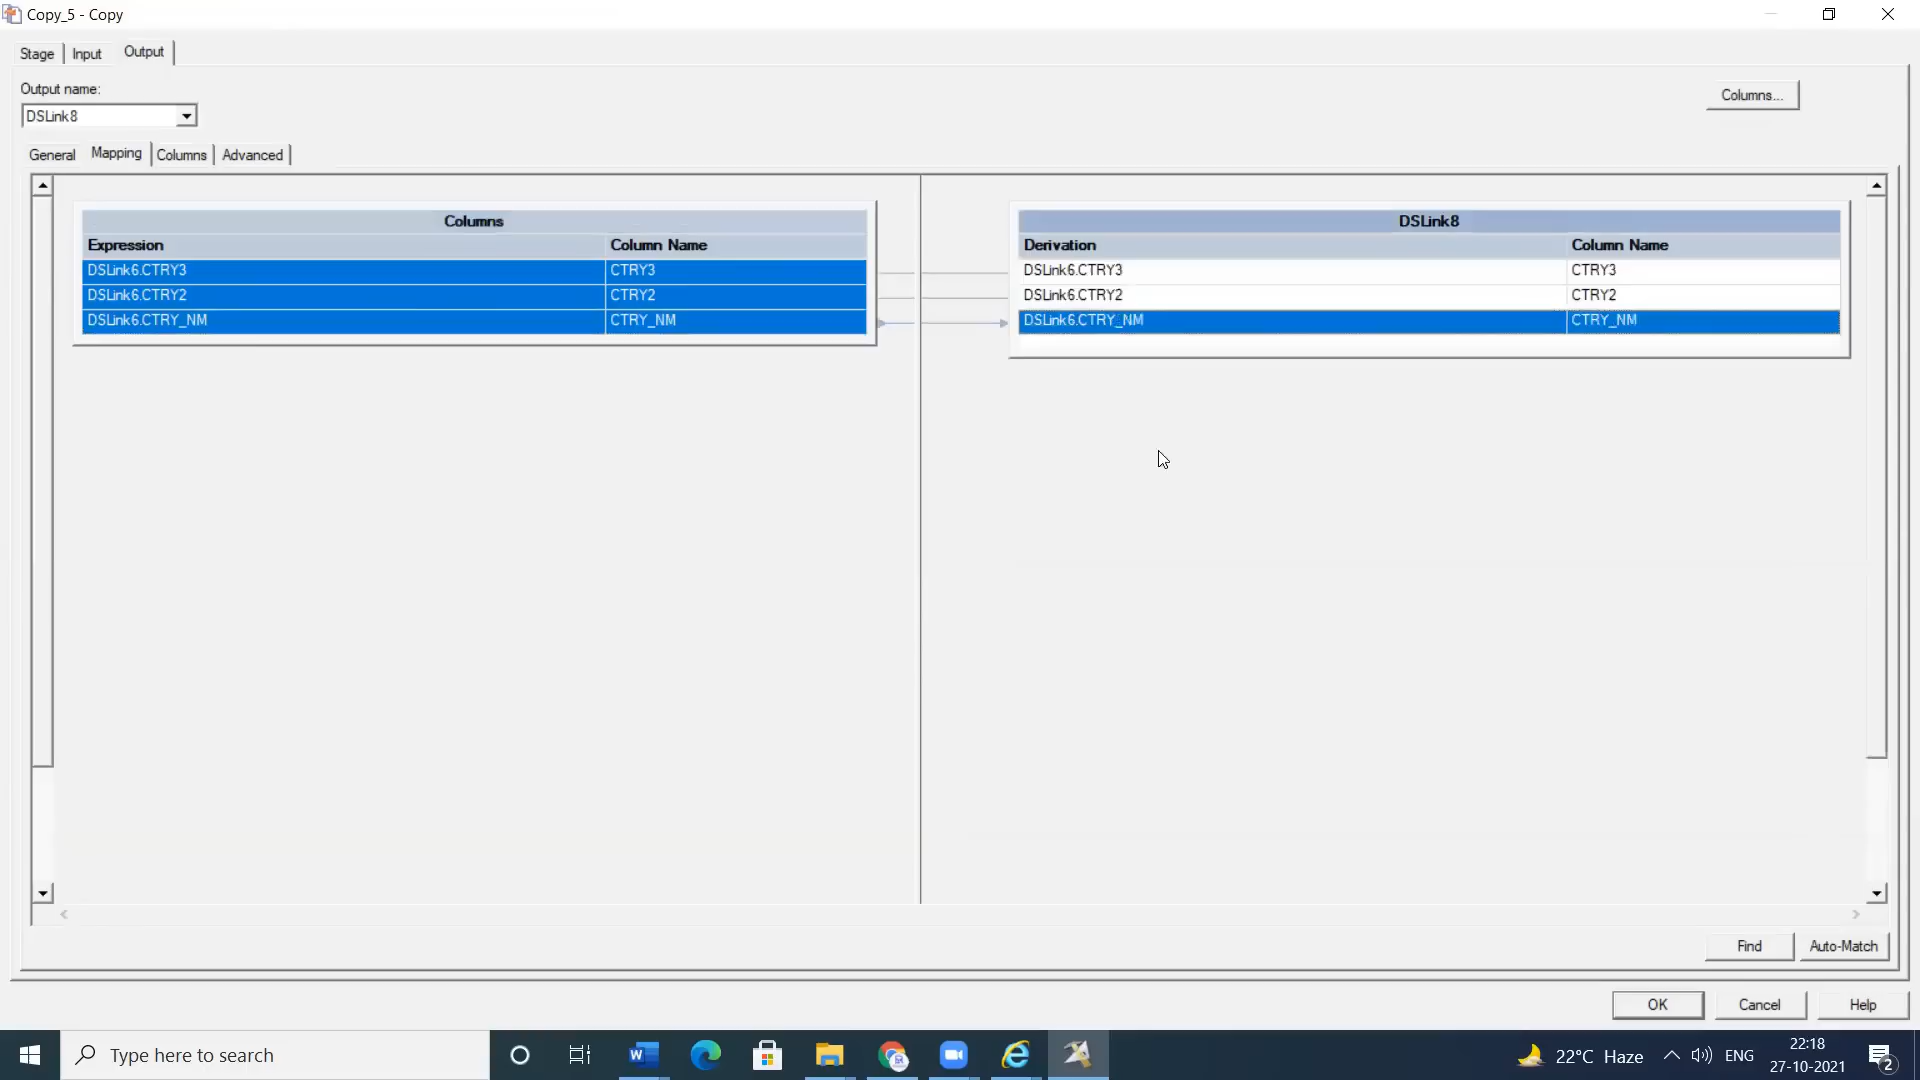 Copy_5 - Copy
Stage Input Output
Output name:
DSLink8
Columns...
General Mapping Columns Advanced
Columns
Expression Column Name
DSLink6.CTRY3 CTRY3
DSLink6.CTRY2 CTRY2
DSLink6.CTRY_NM CTRY_NM
DSLink8
Derivation Column Name
DSLink6.CTRY3 CTRY3
DSLink6.CTRY2 CTRY2
DSLink6.CTRY_NM CTRY_NM
Find Auto-Match
OK Cancel Help
Type here to search
22°C Haze
ENG
22:18
27-10-2021
2